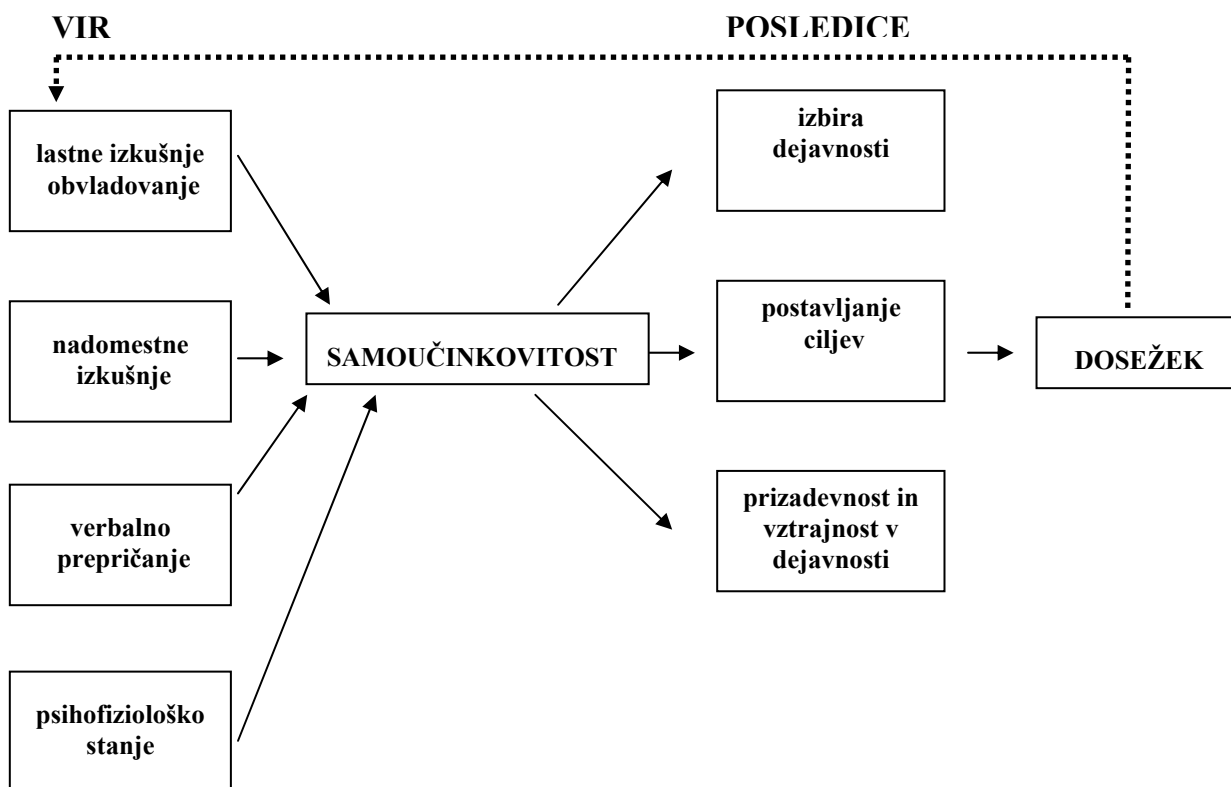 VIR
POSLEDICE
lastne izkušnje
obvladovanje
nadomestne
izkušnje
verbalno
prepričanje
psihofiziološko
stanje
SAMOUČINKOVITOST
izbira
dejavnosti
postavljanje
ciljev
prizadevnost in
vztrajnost v
dejavnosti
DOSEŽEK